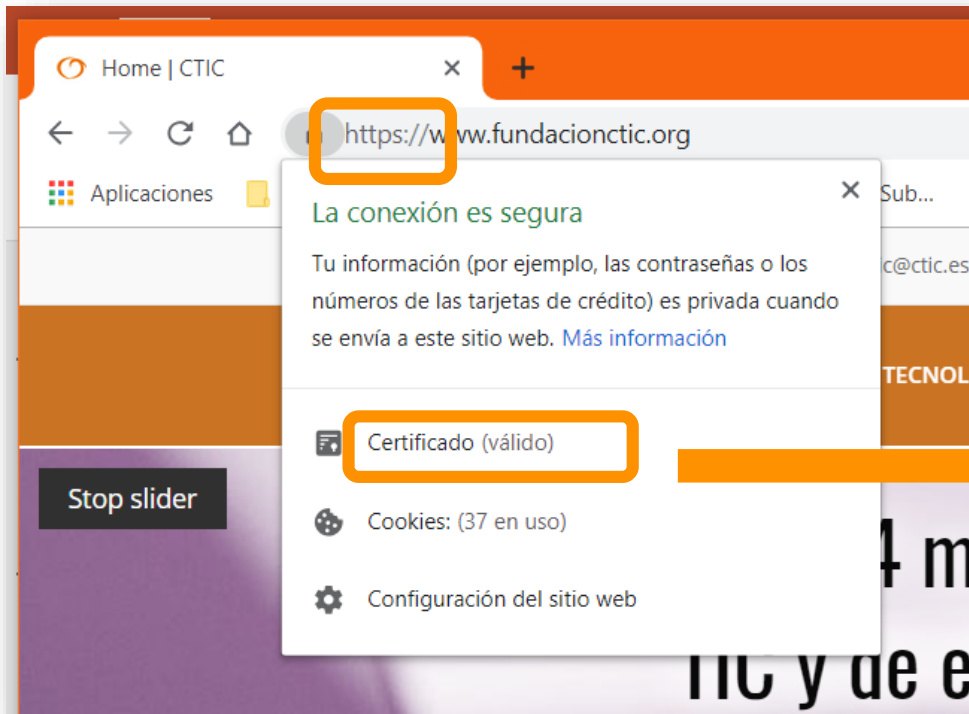 Home | CTIC
https://www.fundacionctic.org
Aplicaciones
Sub...
La conexión es segura
Tu información (por ejemplo, las contraseñas o los
números de las tarjetas de crédito) es privada cuando
se envía a este sitio web. Más información
c@ctic.es
TECNOL
Certificado (válido)
Stop slider
Cookies: (37 en uso)
4 m
Configuración del sitio web
TIC y de e